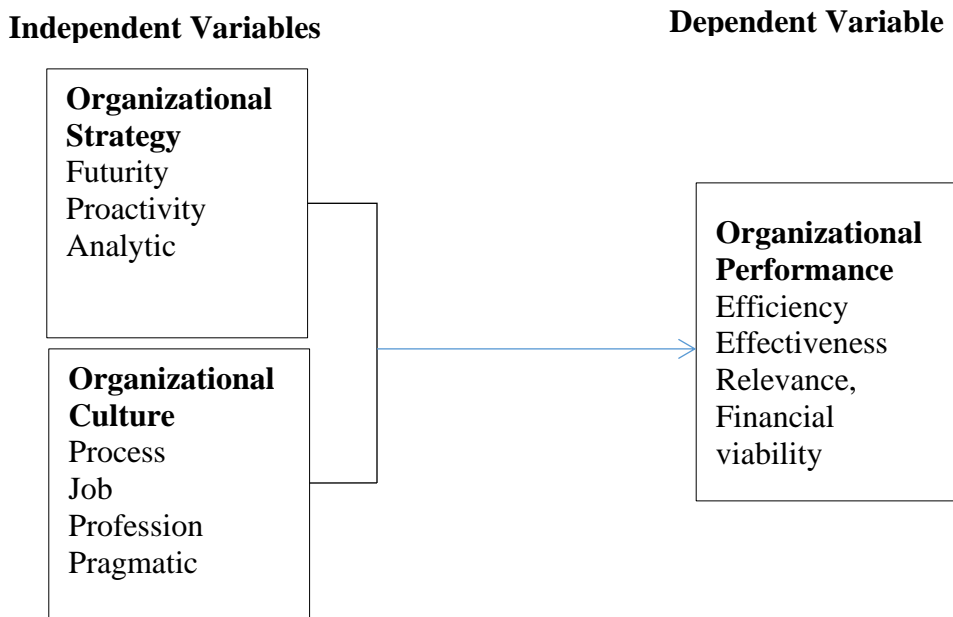 Independent Variables
Dependent Variable
Organizational
Strategy
Futurity
Proactivity
Analytic
Organizational
Culture
Process
Job
Profession
Pragmatic
Organizational
Performance
Efficiency
Effectiveness
Relevance,
Financial
viability